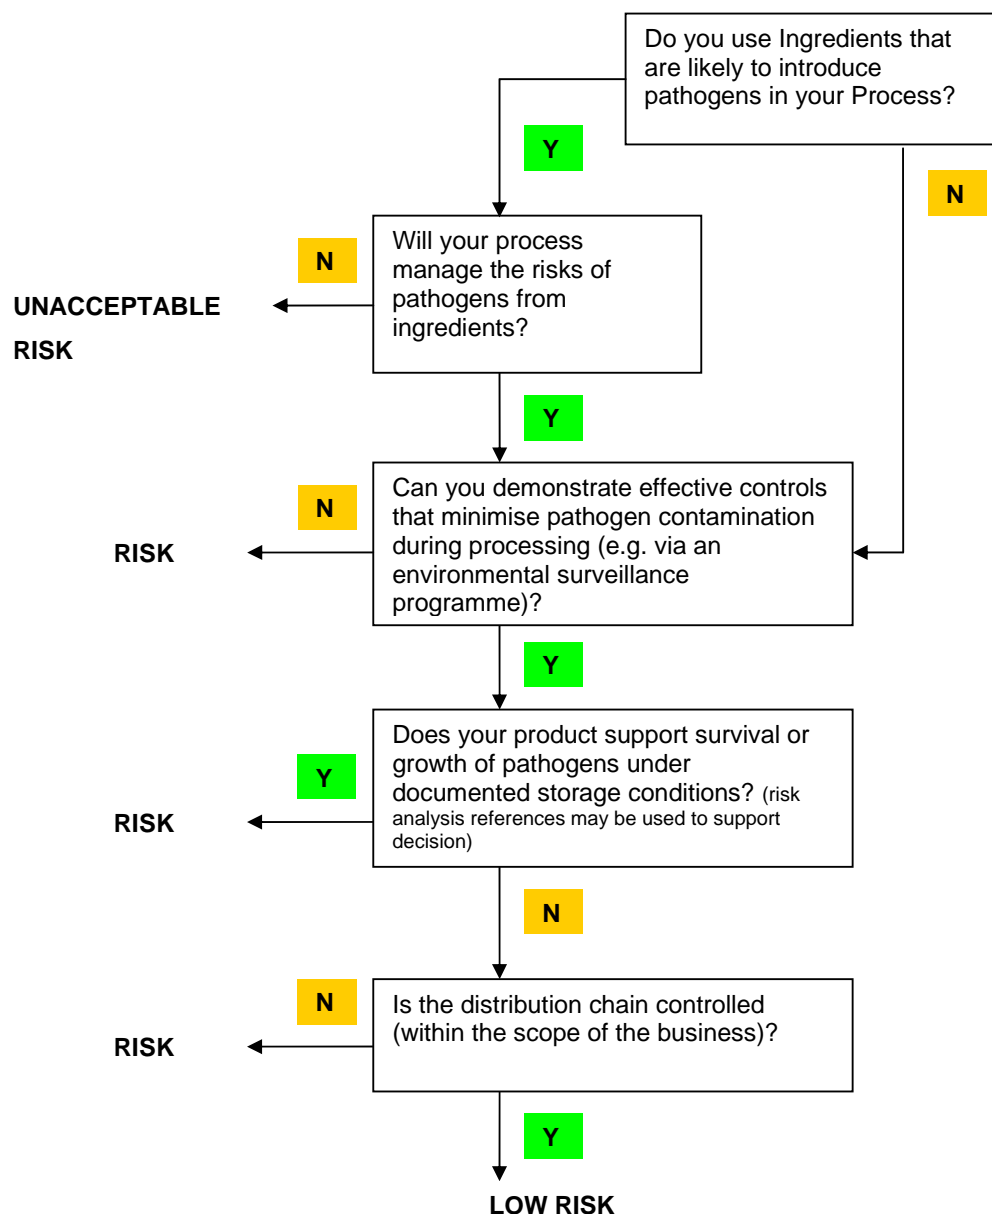 Do you use Ingredients that
are likely to introduce
pathogens in your Process?
Y
N
Will your process
manage the risks of
pathogens from
ingredients?
N
UNACCEPTABLE
RISK
Y
Can you demonstrate effective controls
that minimise pathogen contamination
during processing (e.g. via an
environmental surveillance
programme)?
N
RISK
Y
Does your product support survival or
growth of pathogens under
documented storage conditions? (risk
analysis references may be used to support
decision)
Y
RISK
N
Is the distribution chain controlled
(within the scope of the business)?
N
RISK
Y
LOW RISK